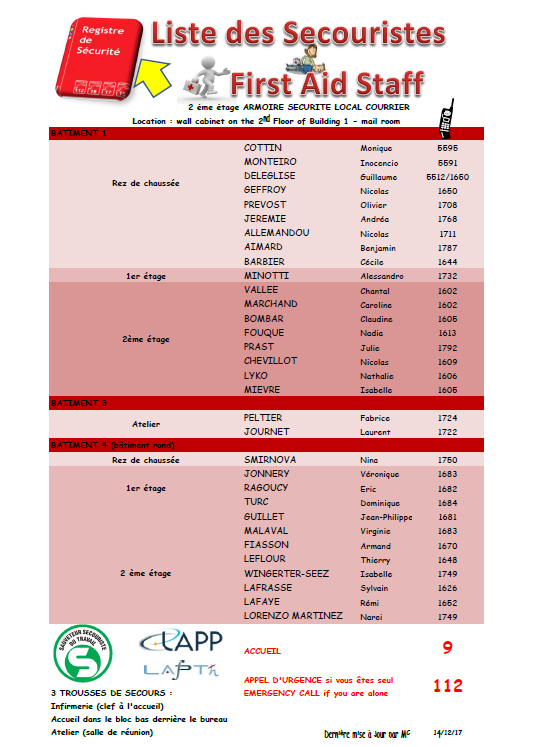 Registre
de
Sécurité
Liste des Secouristes
First Aid Staff
2 ème étage ARMOIRE SECURITE LOCAL COURRIER
Location : wall cabinet on the 2nd Floor of Building 1 - mail room
BATIMENT 1
Rez de chaussée
COTTIN Monique 5595
MONTEIRO Inocencio 5591
DELEGLISE Guillaume 5512/1650
GEFFROY Nicolas 1650
PREVOST Olivier 1708
JEREMIE Andréa 1768
ALLEMANDOU Nicolas 1711
AIMARD Benjamin 1787
BARBIER Cécile 1644
1er étage MINOTTI Alessandro 1732
2ème étage
VALLEE Chantal 1602
MARCHAND Caroline 1602
BOMBAR Claudine 1605
FOUQUE Nadia 1613
PRAST Julie 1792
CHEVILLOT Nicolas 1609
LYKO Nathalie 1606
MIEVRE Isabelle 1605
BATIMENT 3
Atelier
PELTIER Fabrice 1724
JOURNET Laurent 1722
BATIMENT 4 (bâtiment rond)
Rez de chaussée SMIRNOVA Nina 1750
1er étage
JONNERY Véronique 1683
RAGOUCY Eric 1682
TURC Dominique 1684
GUILLET Jean-Philippe 1681
MALAVAL Virginie 1683
2 ème étage
FIASSON Armand 1670
LEFLOUR Thierry 1648
WINGERTER-SEEZ Isabelle 1749
LAFRASSE Sylvain 1626
LAFAYE Rémi 1652
LORENZO MARTINEZ Narei 1749
SAUVETEUR SECOURISTE
DU TRAVAIL
S
LAPP
LAPTh
ACCUEIL 9
APPEL D'URGENCE si vous êtes seul
EMERGENCY CALL if you are alone
112
3 TROUSSES DE SECOURS :
Infirmerie (clef à l'accueil)
Accueil dans le bloc bas derrière le bureau
Atelier (salle de réunion)
Dernière mise à jour par MC 14/12/17